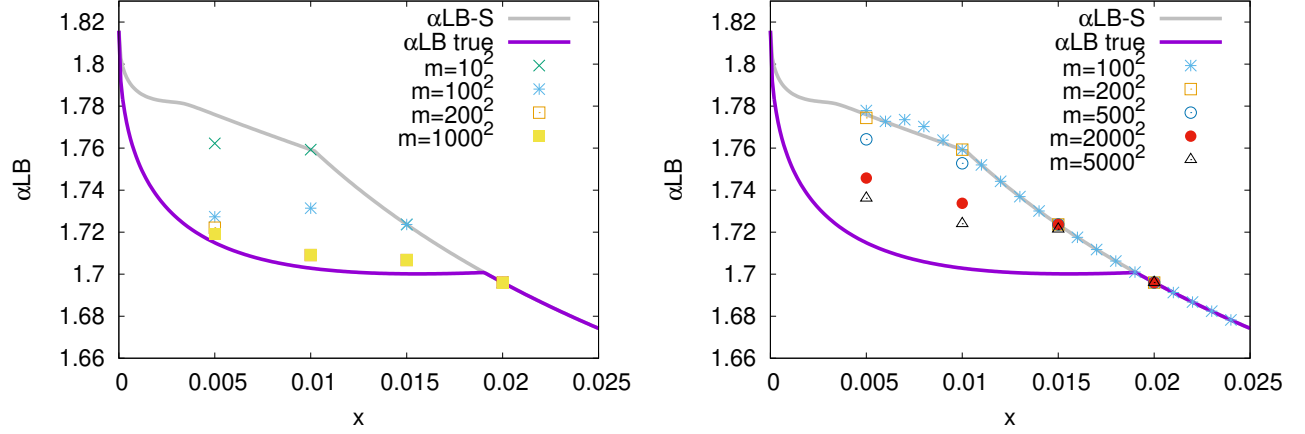 αLB
1.82
1.8
1.78
1.76
1.74
1.72
1.7
1.68
1.66
αLB-S
αLB true
m=10²
m=100²
m=200²
m=1000²
0 0.005 0.01 0.015 0.02 0.025
x
αLB
1.82
1.8
1.78
1.76
1.74
1.72
1.7
1.68
1.66
αLB-S
αLB true
m=100²
m=200²
m=500²
m=2000²
m=5000²
0 0.005 0.01 0.015 0.02 0.025
x